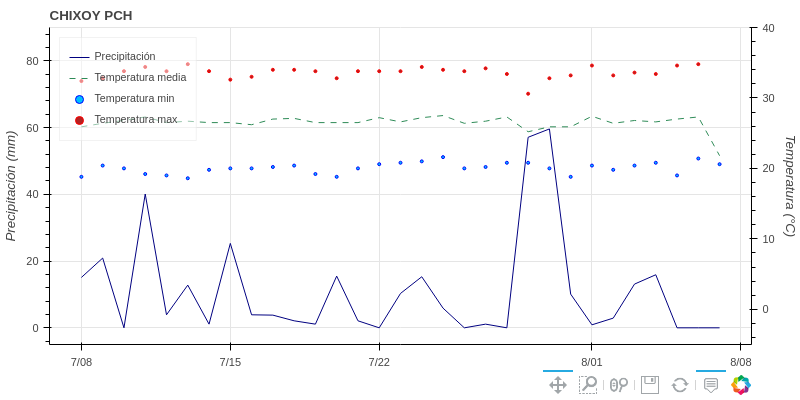 CHIXOY PCH
Precipitación
Temperatura media
Temperatura min
Temperatura max
Precipitación (mm)
80
60
40
20
0
Temperatura (°C)
40
30
20
10
0
7/08
7/15
7/22
8/01
8/08